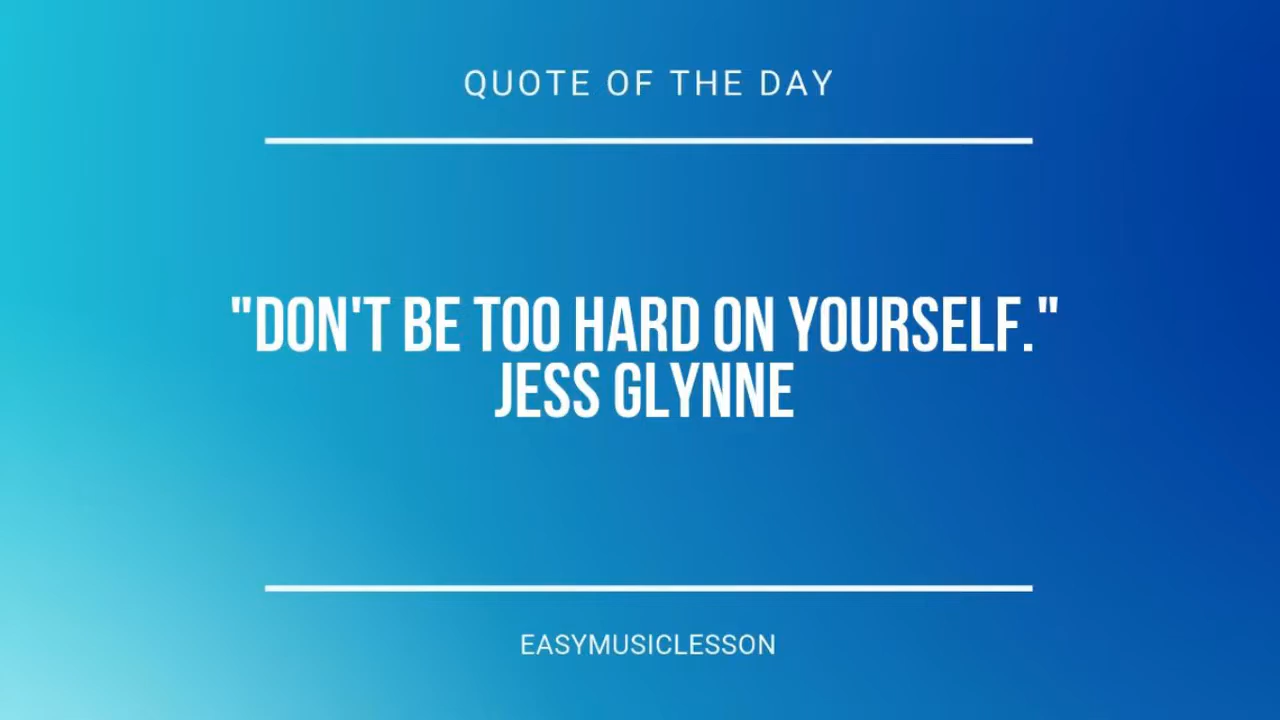 QUOTE OF THE DAY
"DON'T BE TOO HARD ON YOURSELF."
JESS GLYNNE
EASYMUSICLESSON